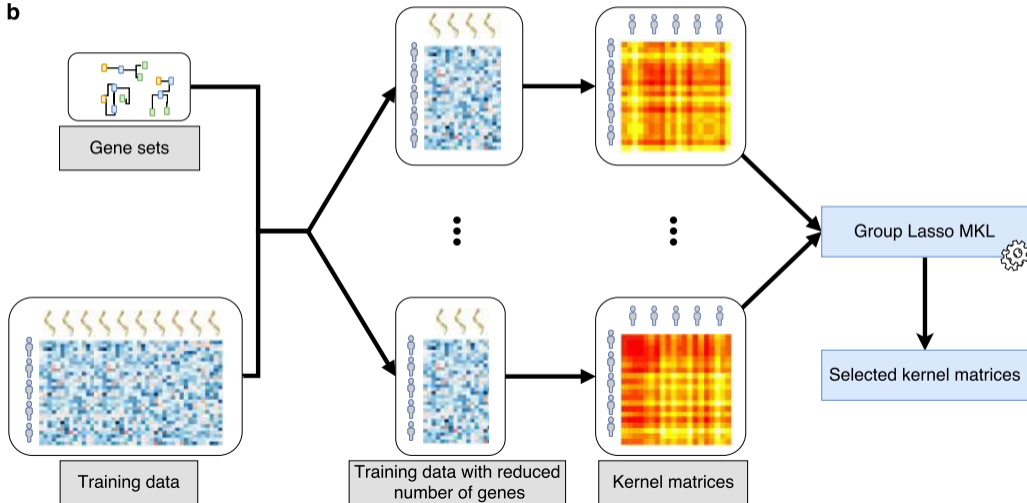 b
Gene sets
Group Lasso MKL
Selected kernel matrices
Training data
Training data with reduced
number of genes
Kernel matrices